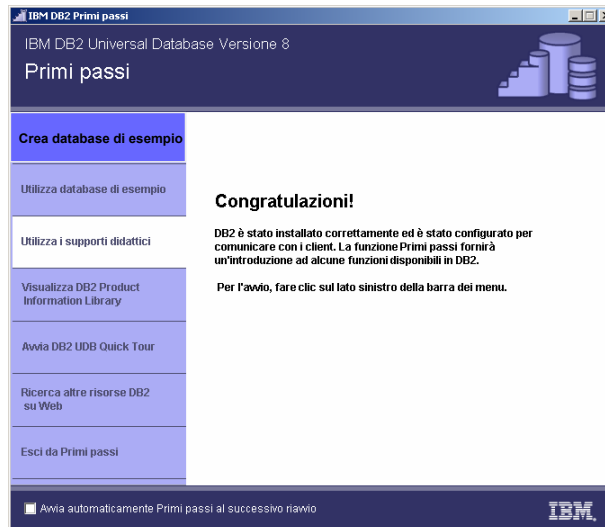 IBM DB2 Primi passi
IBM DB2 Universal Database Versione 8
Primi passi
Crea database di esempio
Utilizza database di esempio
Utilizza i supporti didattici
Visualizza DB2 Product
Information Library
Avvia DB2 UDB Quick Tour
Ricerca altre risorse DB2
su Web
Esci da Primi passi
Congratulazioni!
DB2 è stato installato correttamente ed è stato configurato per
comunicare con i client. La funzione Primi passi fornirà
un'introduzione ad alcune funzioni disponibili in DB2.
Per l'avvio, fare clic sul lato sinistro della barra dei menu.
Avvia automaticamente Primi passi al successivo riavvio
IBM